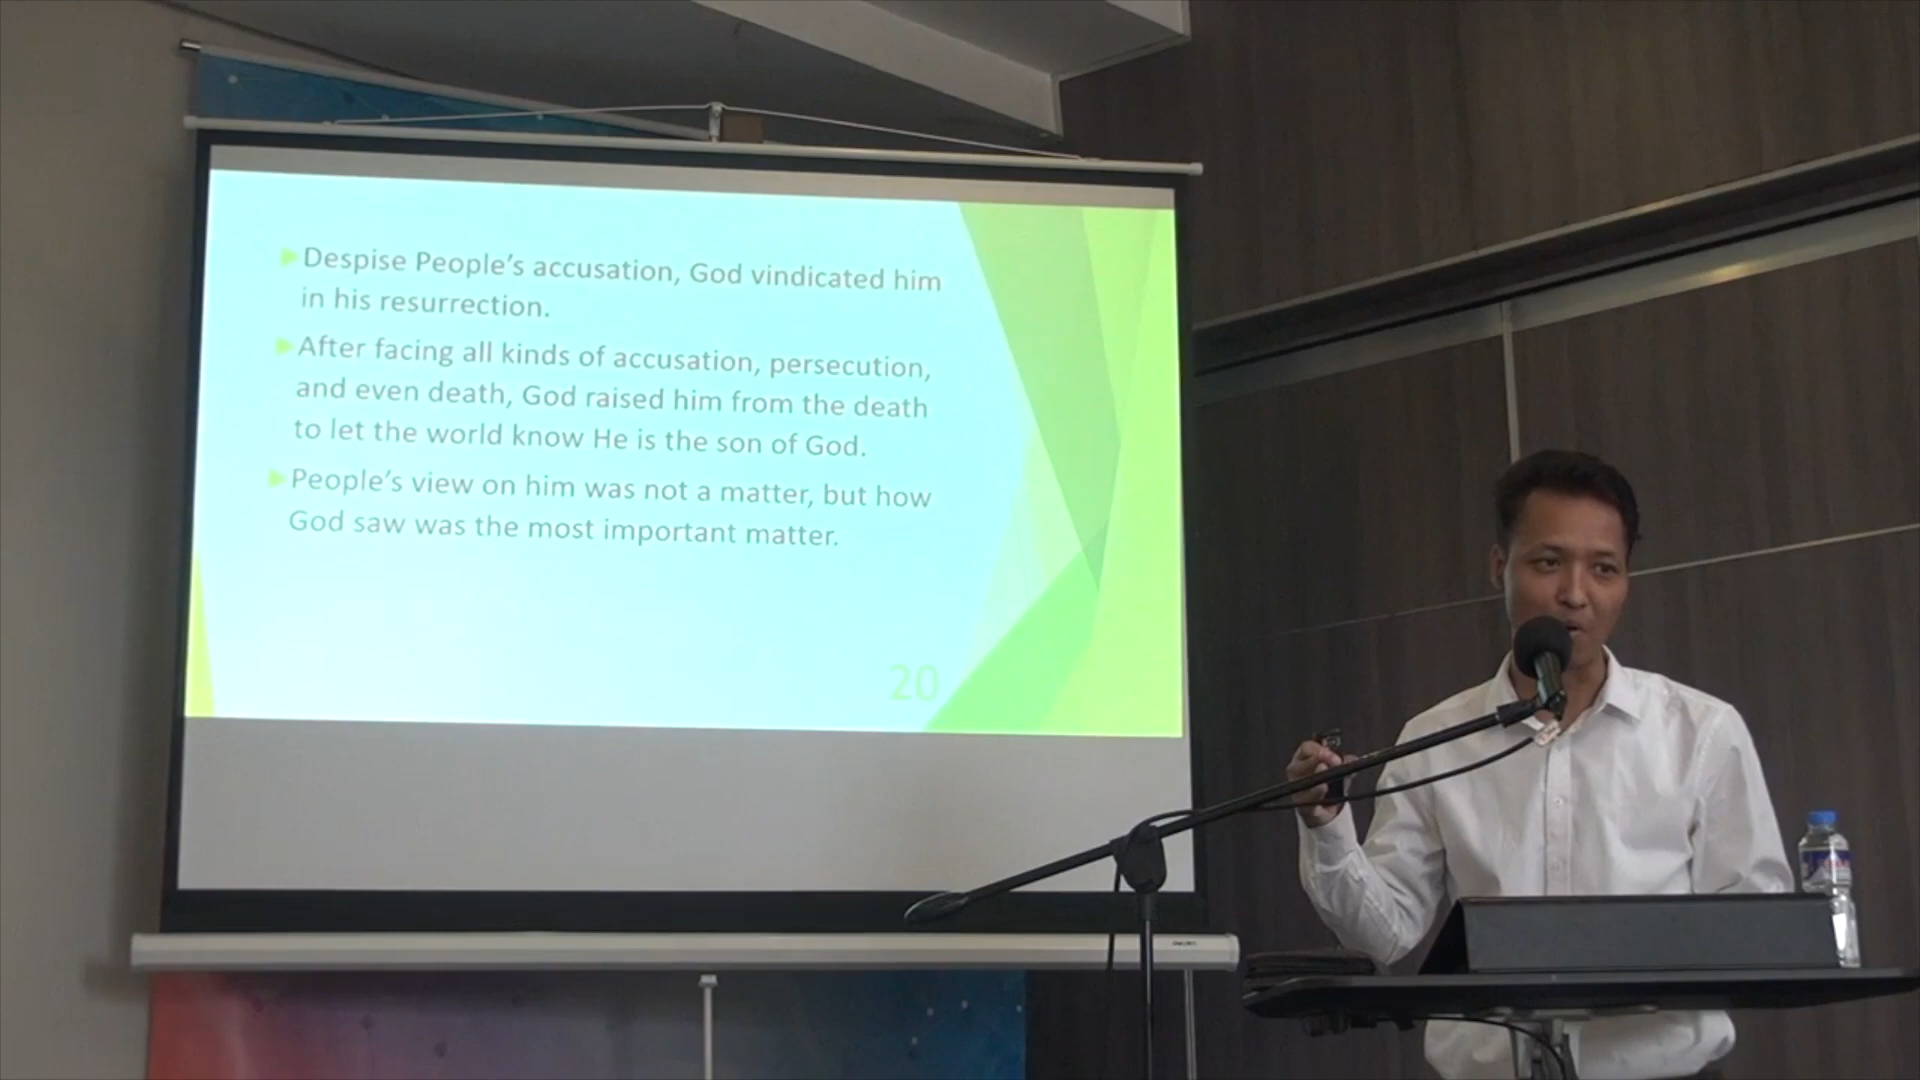 Despise People's accusation, God vindicated him
in his resurrection.
After facing all kinds of accusation, persecution,
and even death, God raised him from the death
to let the world know He is the son of God.
People's view on him was not a matter, but how
God saw was the most important matter.
20